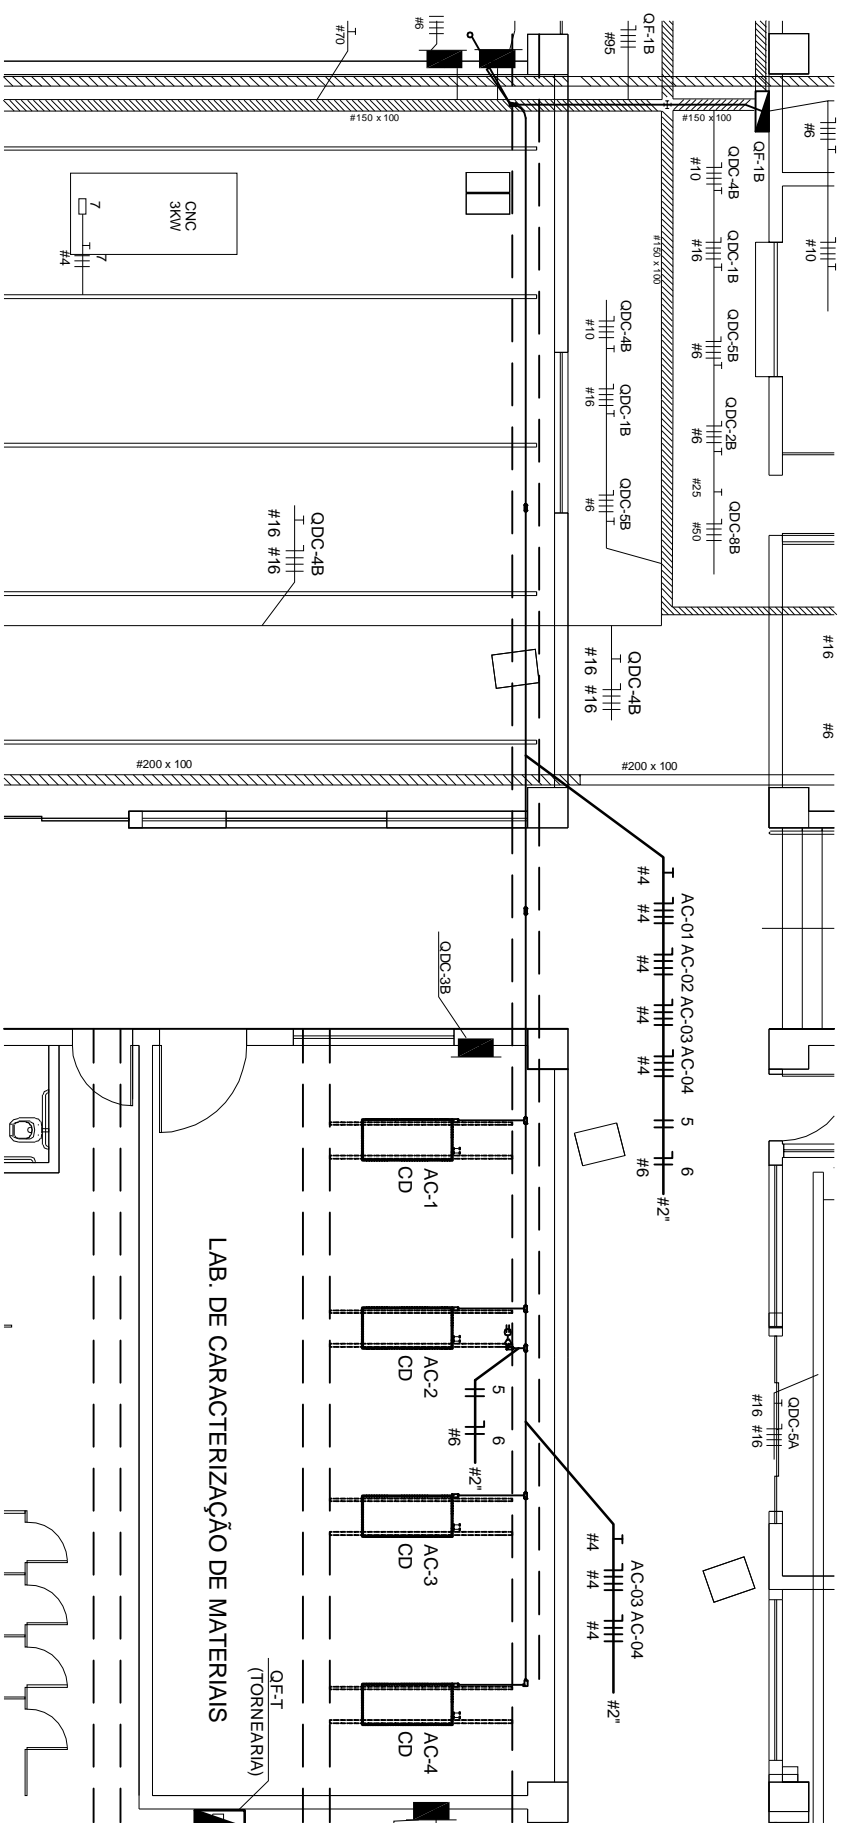 #70
#6
#95
QF-1B
#150 x 100
#150 x 100
QF-1B
#6
#10
QDC-4B
#10
QDC-1B
#16
QDC-5B
#6
QDC-2B
#6
#25
QDC-8B
#50
#150 x 100
CNC
3KW
7
7
#4
QDC-4B
#10
QDC-1B
#16
QDC-5B
#6
QDC-4B
#16 #16
QDC-4B
#16 #16
#16
#6
#200 x 100
#200 x 100
AC-01 AC-02 AC-03 AC-04 5 6
#4 #4 #4 #4 #4 #6 #2"
QDC-3B
AC-1
CD
AC-2
CD
AC-3
CD
AC-4
CD
5 6
#6 #2"
QDC-5A
#16 #16
AC-03 AC-04
#4 #4 #4 #2"
LAB. DE CARACTERIZAÇÃO DE MATERIAIS
QF-T
(TORNEARIA)